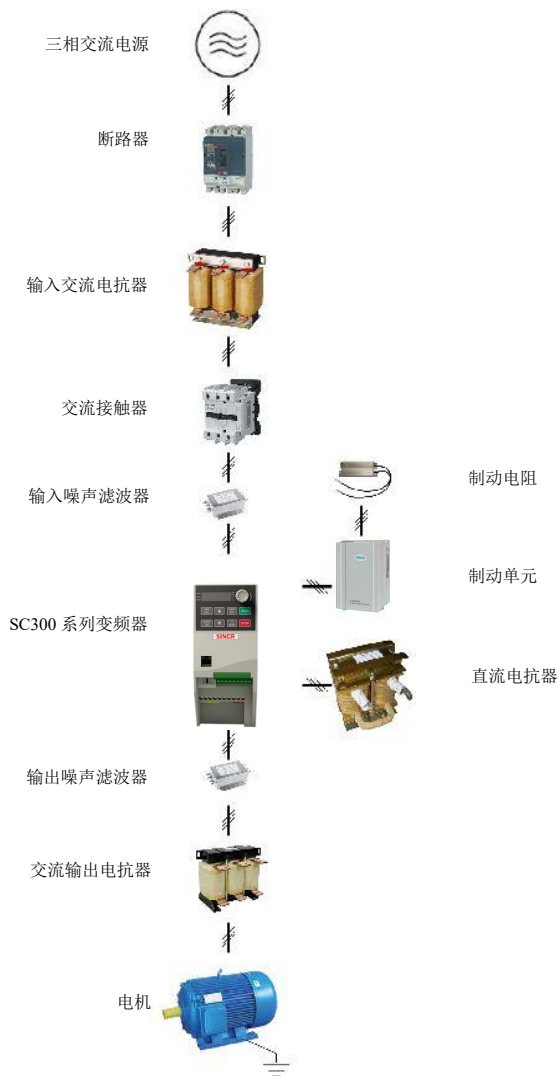 三相交流电源
断路器
输入交流电抗器
交流接触器
输入噪声滤波器
制动电阻
制动单元
SC300 系列变频器
SINCR
STOP
直流电抗器
输出噪声滤波器
交流输出电抗器
电机